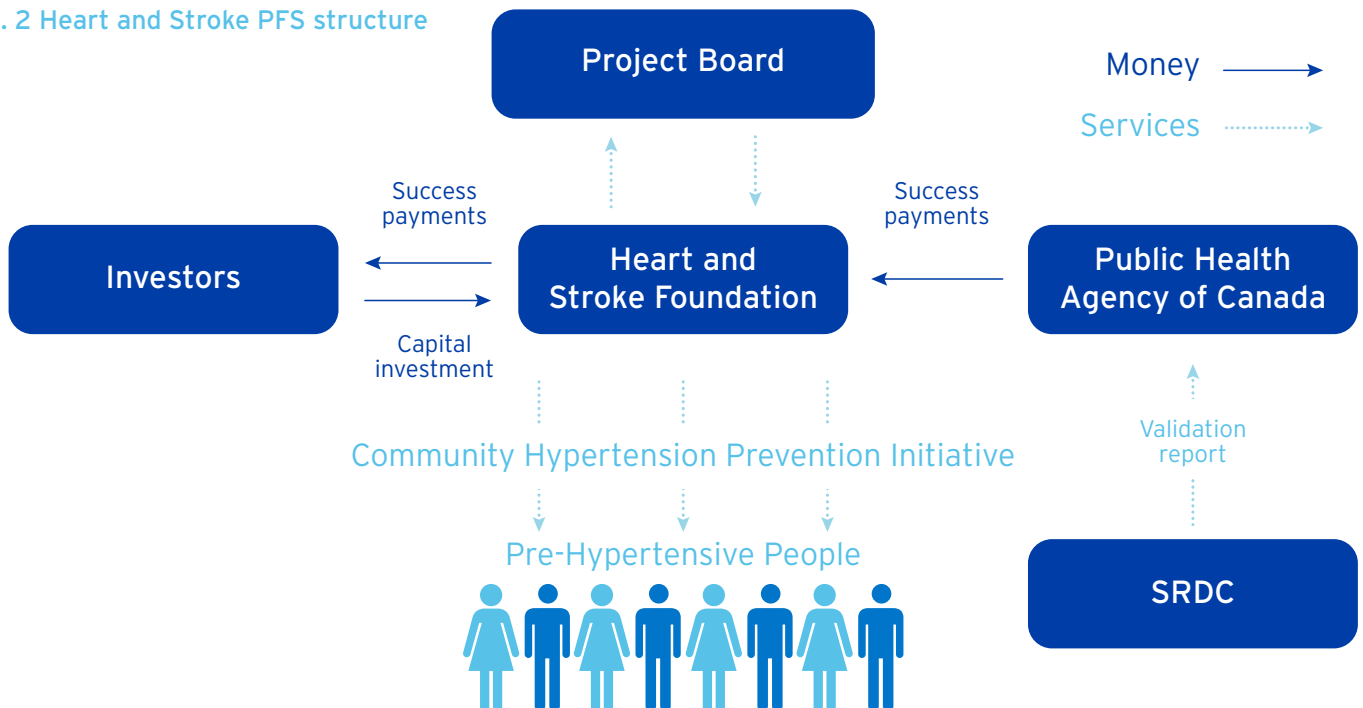 . 2 Heart and Stroke PFS structure
Project Board
Money
Services
Success
payments
Success
payments
Investors
Heart and
Stroke Foundation
Public Health
Agency of Canada
Capital
investment
Community Hypertension Prevention Initiative
Validation
report
Pre-Hypertensive People
SRDC